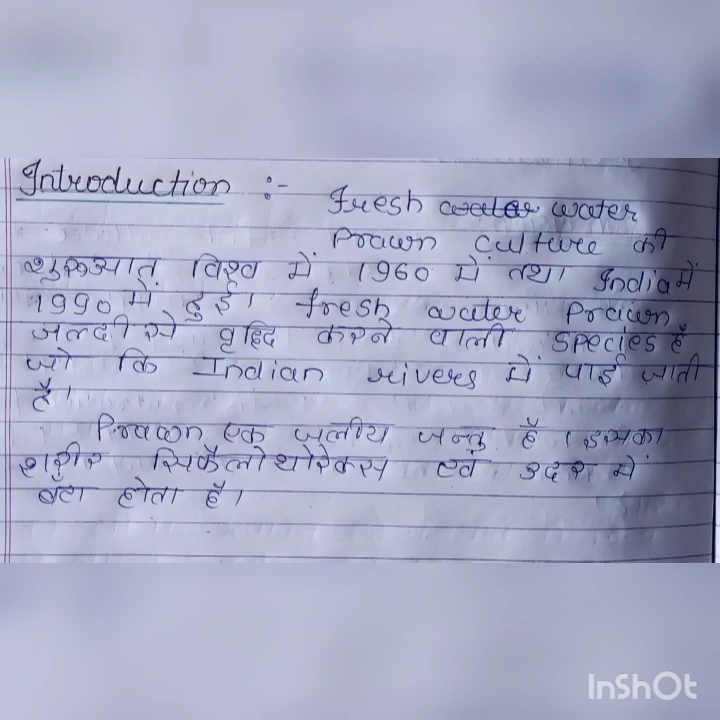 Introduction :-
Fresh water water
Prawn culture की
शुरूआत विश्व में 1960 में तथा India में
1990 में हुई। fresh water Prawn
जल्दी से वृद्दि करने वाली species है
जो कि Indian rivers में पाई जाती
है।
Prawn एक जलीय जन्तु है। इसका
शरीर सिफैलोथोरेक्स एवं उदर में
बटा होता है।
InShOt